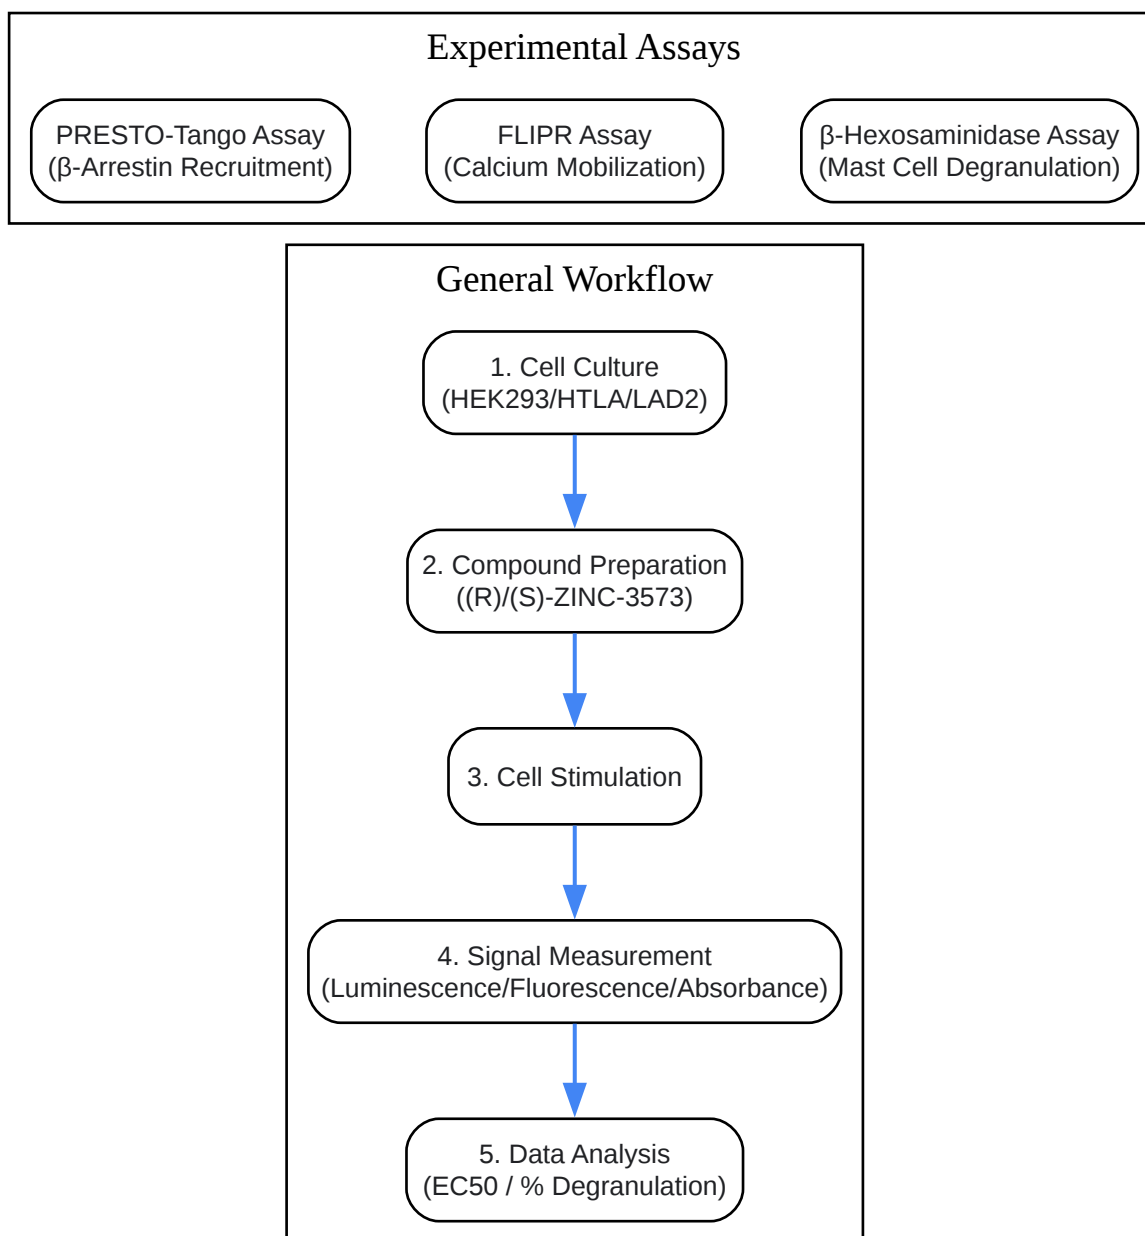 Experimental Assays
PRESTO-Tango Assay
(β-Arrestin Recruitment)
FLIPR Assay
(Calcium Mobilization)
β-Hexosaminidase Assay
(Mast Cell Degranulation)
General Workflow
1. Cell Culture
(HEK293/HTLA/LAD2)
2. Compound Preparation
((R)/(S)-ZINC-3573)
3. Cell Stimulation
4. Signal Measurement
(Luminescence/Fluorescence/Absorbance)
5. Data Analysis
(EC50 / % Degranulation)